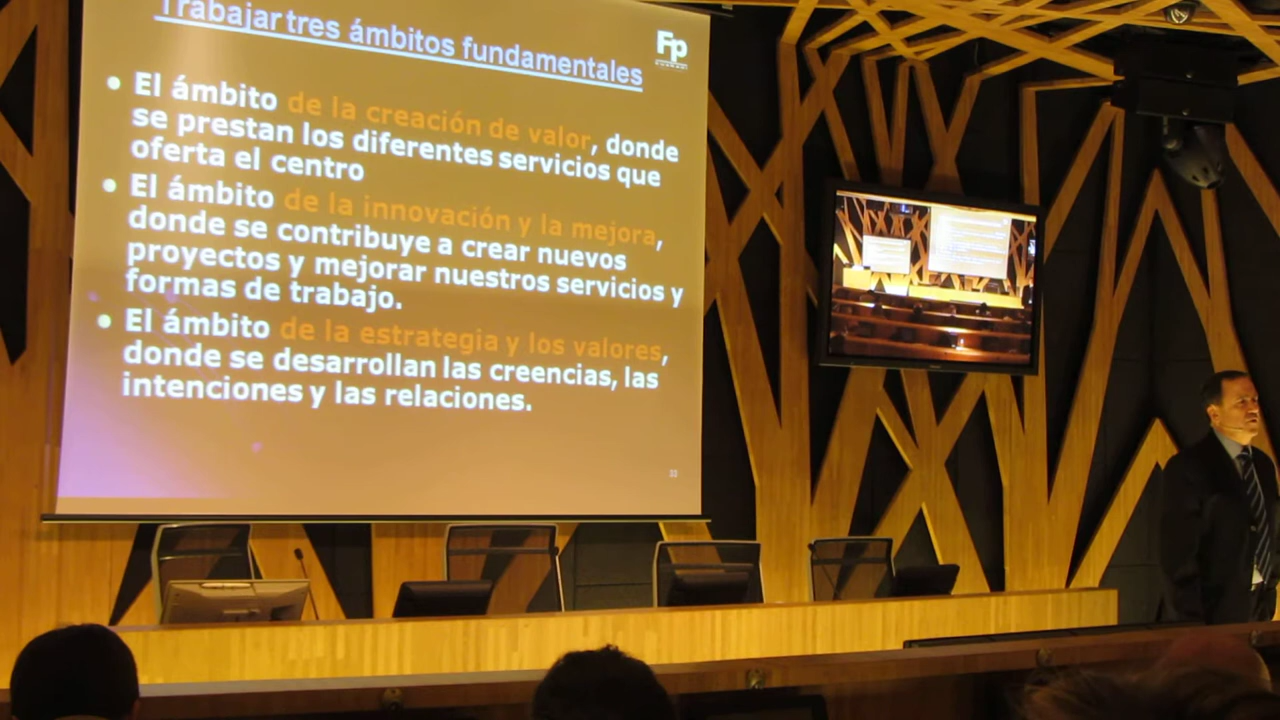 Trabajar tres ámbitos fundamentales
Fp
• El ámbito de la creación de valor, donde
se prestan los diferentes servicios que
oferta el centro
• El ámbito de la innovación y la mejora,
donde se contribuye a crear nuevos
proyectos y mejorar nuestros servicios y
formas de trabajo.
• El ámbito de la estrategia y los valores,
donde se desarrollan las creencias, las
intenciones y las relaciones.